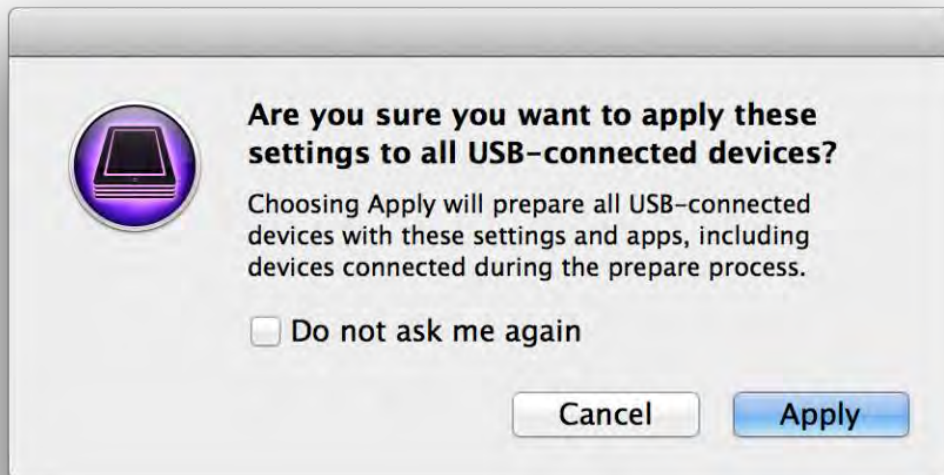 Are you sure you want to apply these
settings to all USB-connected devices?
Choosing Apply will prepare all USB-connected
devices with these settings and apps, including
devices connected during the prepare process.
Do not ask me again
Cancel
Apply